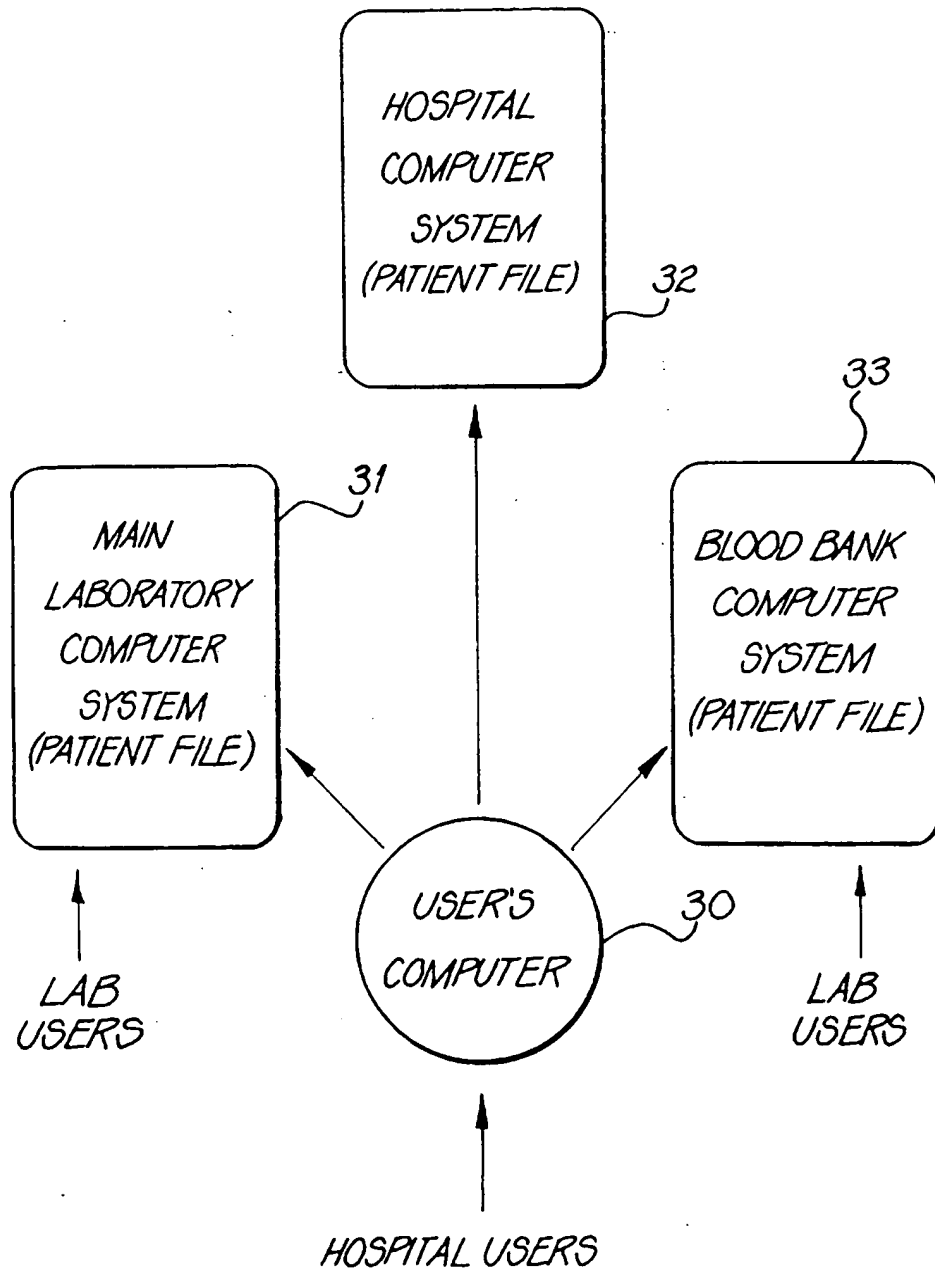 HOSPITAL
COMPUTER
SYSTEM
(PATIENT FILE)
32
33
31
MAIN
LABORATORY
COMPUTER
SYSTEM
(PATIENT FILE)
BLOOD BANK
COMPUTER
SYSTEM
(PATIENT FILE)
USER'S
COMPUTER
30
LAB
USERS
LAB
USERS
HOSPITAL USERS